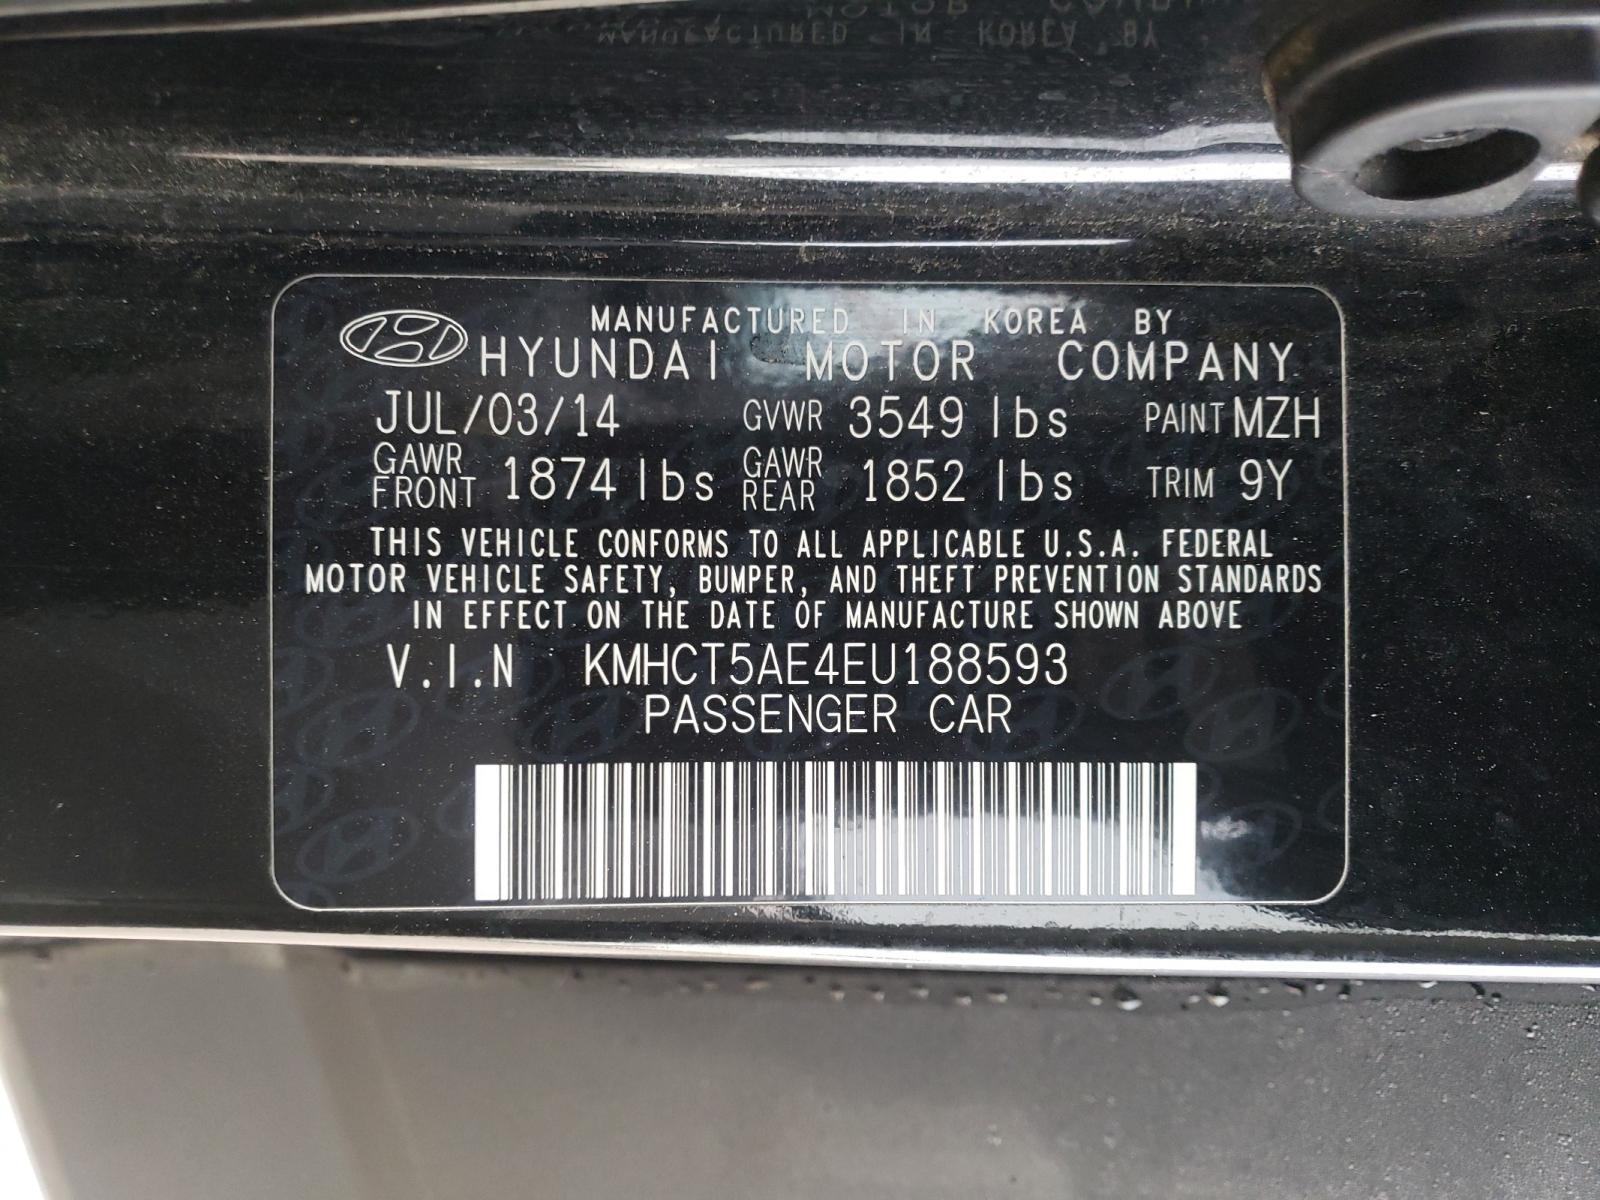 MANUFACTURED IN KOREA BY
HYUNDAI MOTOR COMPANY
JUL/03/14 GVWR 3549 lbs PAINT MZH
GAWR FRONT 1874 lbs GAWR REAR 1852 lbs TRIM 9Y
THIS VEHICLE CONFORMS TO ALL APPLICABLE U.S.A. FEDERAL
MOTOR VEHICLE SAFETY, BUMPER, AND THEFT PREVENTION STANDARDS
IN EFFECT ON THE DATE OF MANUFACTURE SHOWN ABOVE
V.I.N KMHCT5AE4EU188593
PASSENGER CAR